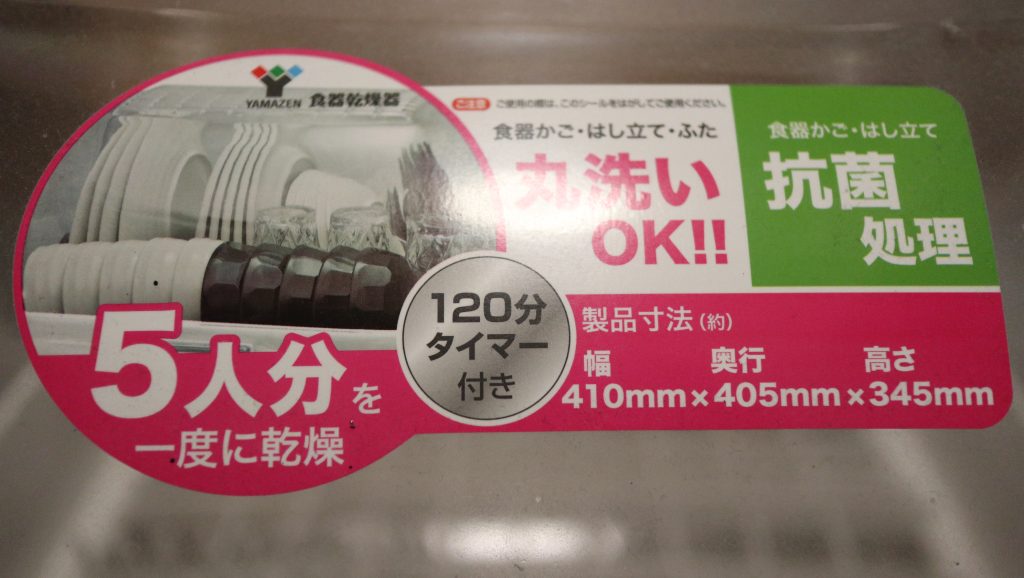 YAMAZEN 食器乾燥器
5人分を
一度に乾燥
120分
タイマー
付き
ご注意 ご使用の際は、このシールをはがしてご使用ください。
食器かご・はし立て・ふた
丸洗い
OK!!
食器かご・はし立て
抗菌
処理
製品寸法(約)
幅 奥行 高さ
410mm×405mm×345mm